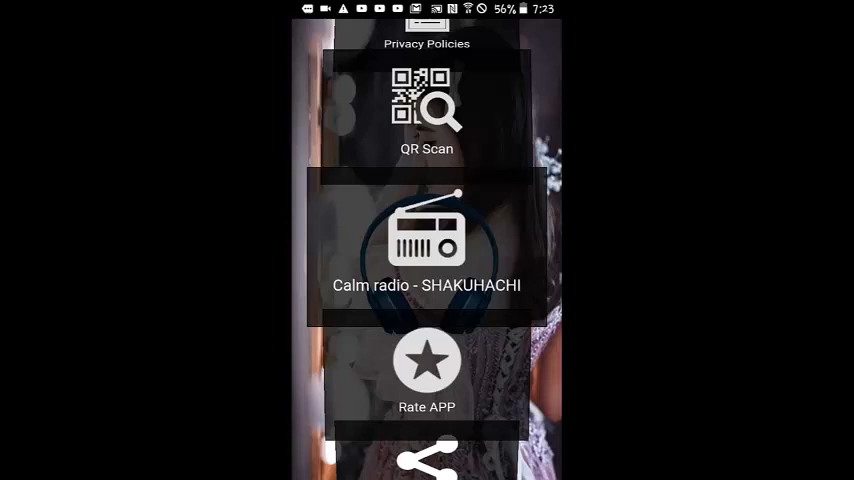 56% 7:23
Privacy Policies
QR Scan
Calm radio - SHAKUHACHI
Rate APP